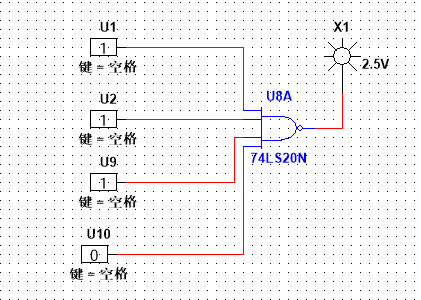 U1
1
键 = 空格
X1
2.5V
U8A
U2
1
键 = 空格
74LS20N
U9
1
键 = 空格
U10
0
键 = 空格